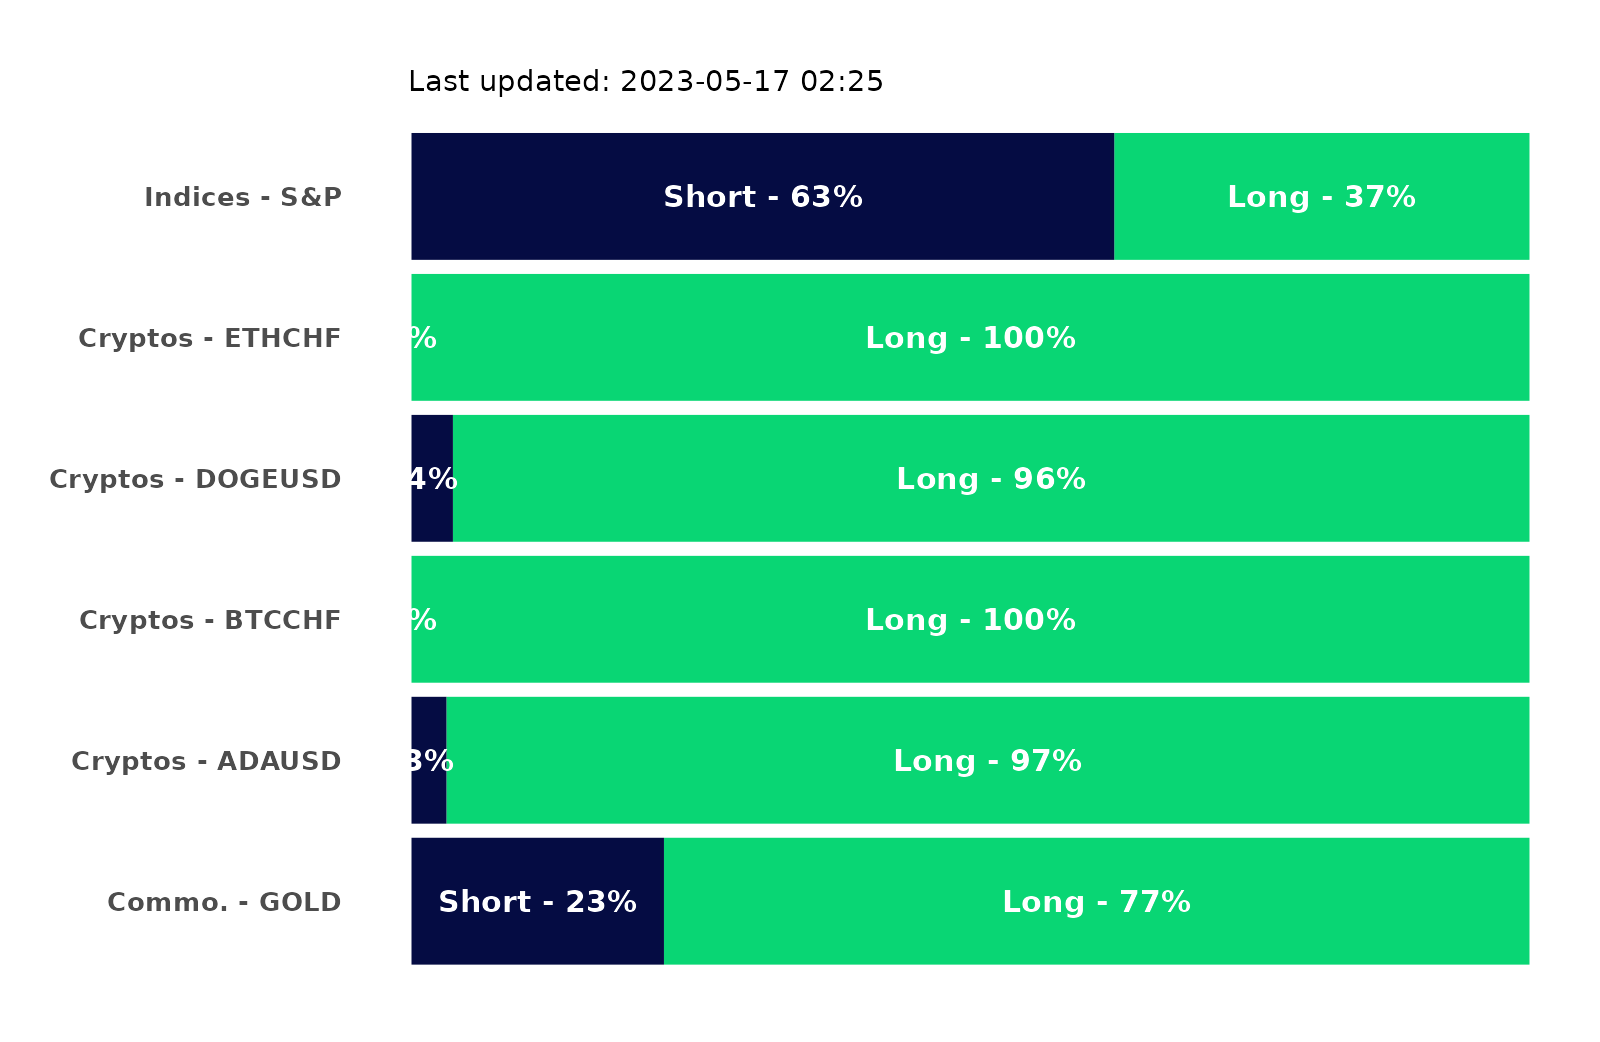 Last updated: 2023-05-17 02:25
Indices - S&P Short - 63% Long - 37%
Cryptos - ETHCHF % Long - 100%
Cryptos - DOGEUSD 4% Long - 96%
Cryptos - BTCCHF % Long - 100%
Cryptos - ADAUSD 3% Long - 97%
Commo. - GOLD Short - 23% Long - 77%